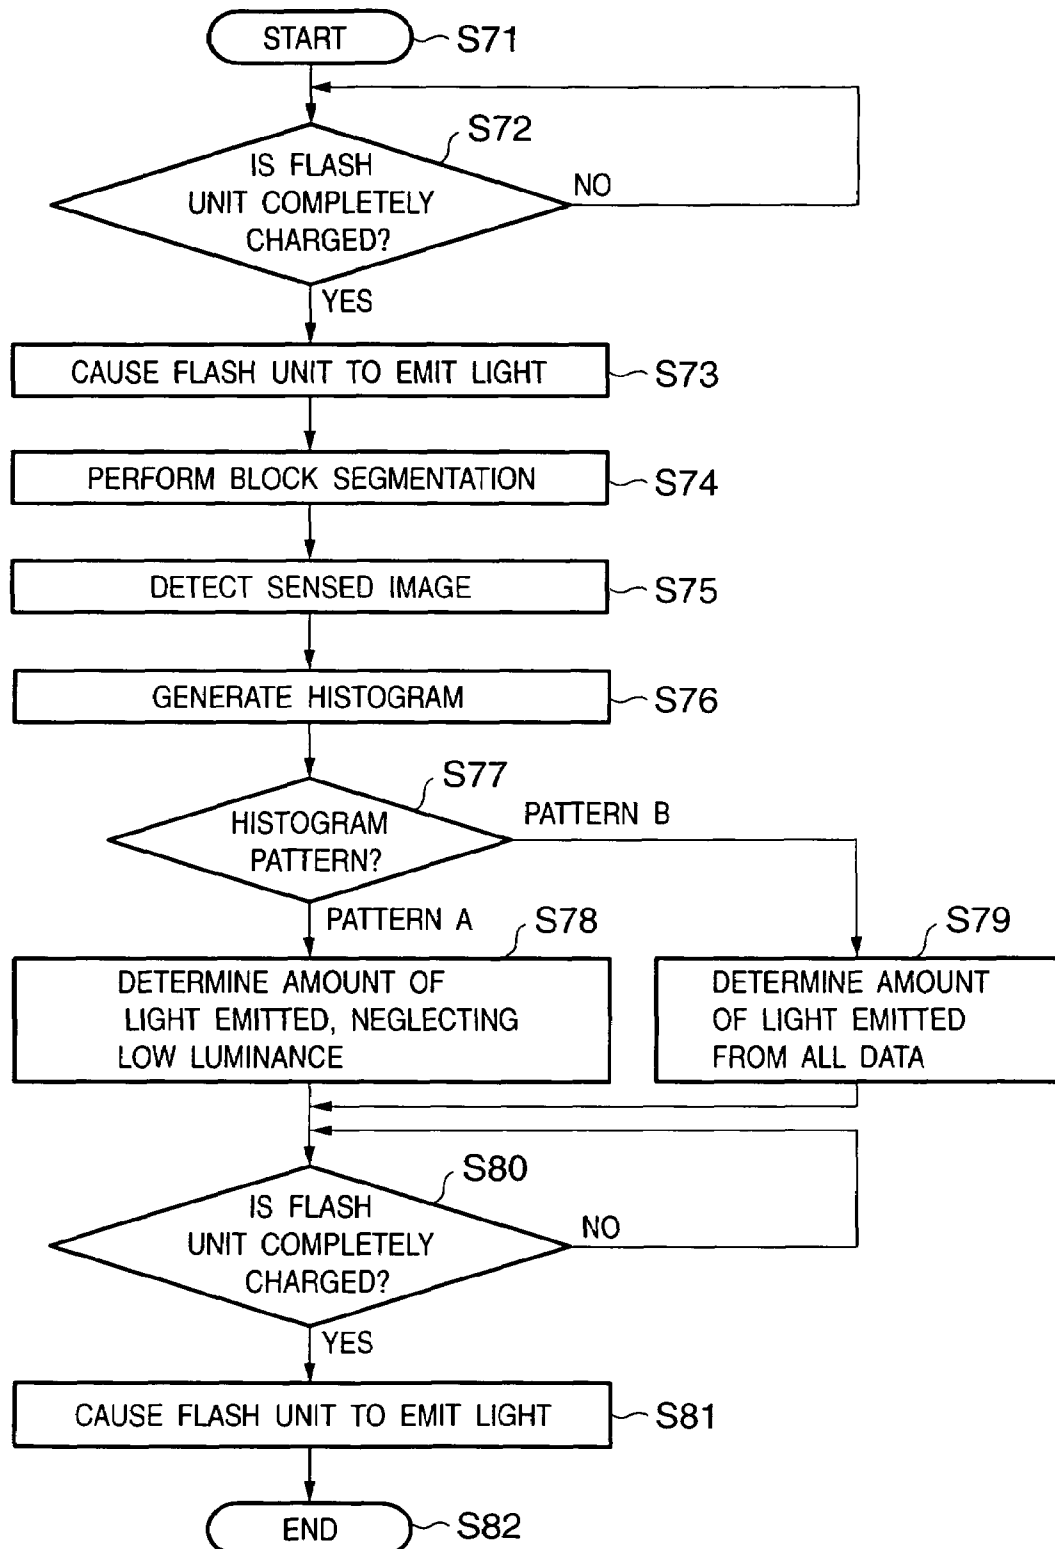 START
S71
S72
IS FLASH
UNIT COMPLETELY
CHARGED?
NO
YES
CAUSE FLASH UNIT TO EMIT LIGHT
S73
PERFORM BLOCK SEGMENTATION
S74
DETECT SENSED IMAGE
S75
GENERATE HISTOGRAM
S76
S77
HISTOGRAM
PATTERN?
PATTERN B
PATTERN A
S78
DETERMINE AMOUNT OF
LIGHT EMITTED, NEGLECTING
LOW LUMINANCE
S79
DETERMINE AMOUNT
OF LIGHT EMITTED
FROM ALL DATA
S80
IS FLASH
UNIT COMPLETELY
CHARGED?
NO
YES
CAUSE FLASH UNIT TO EMIT LIGHT
S81
END
S82